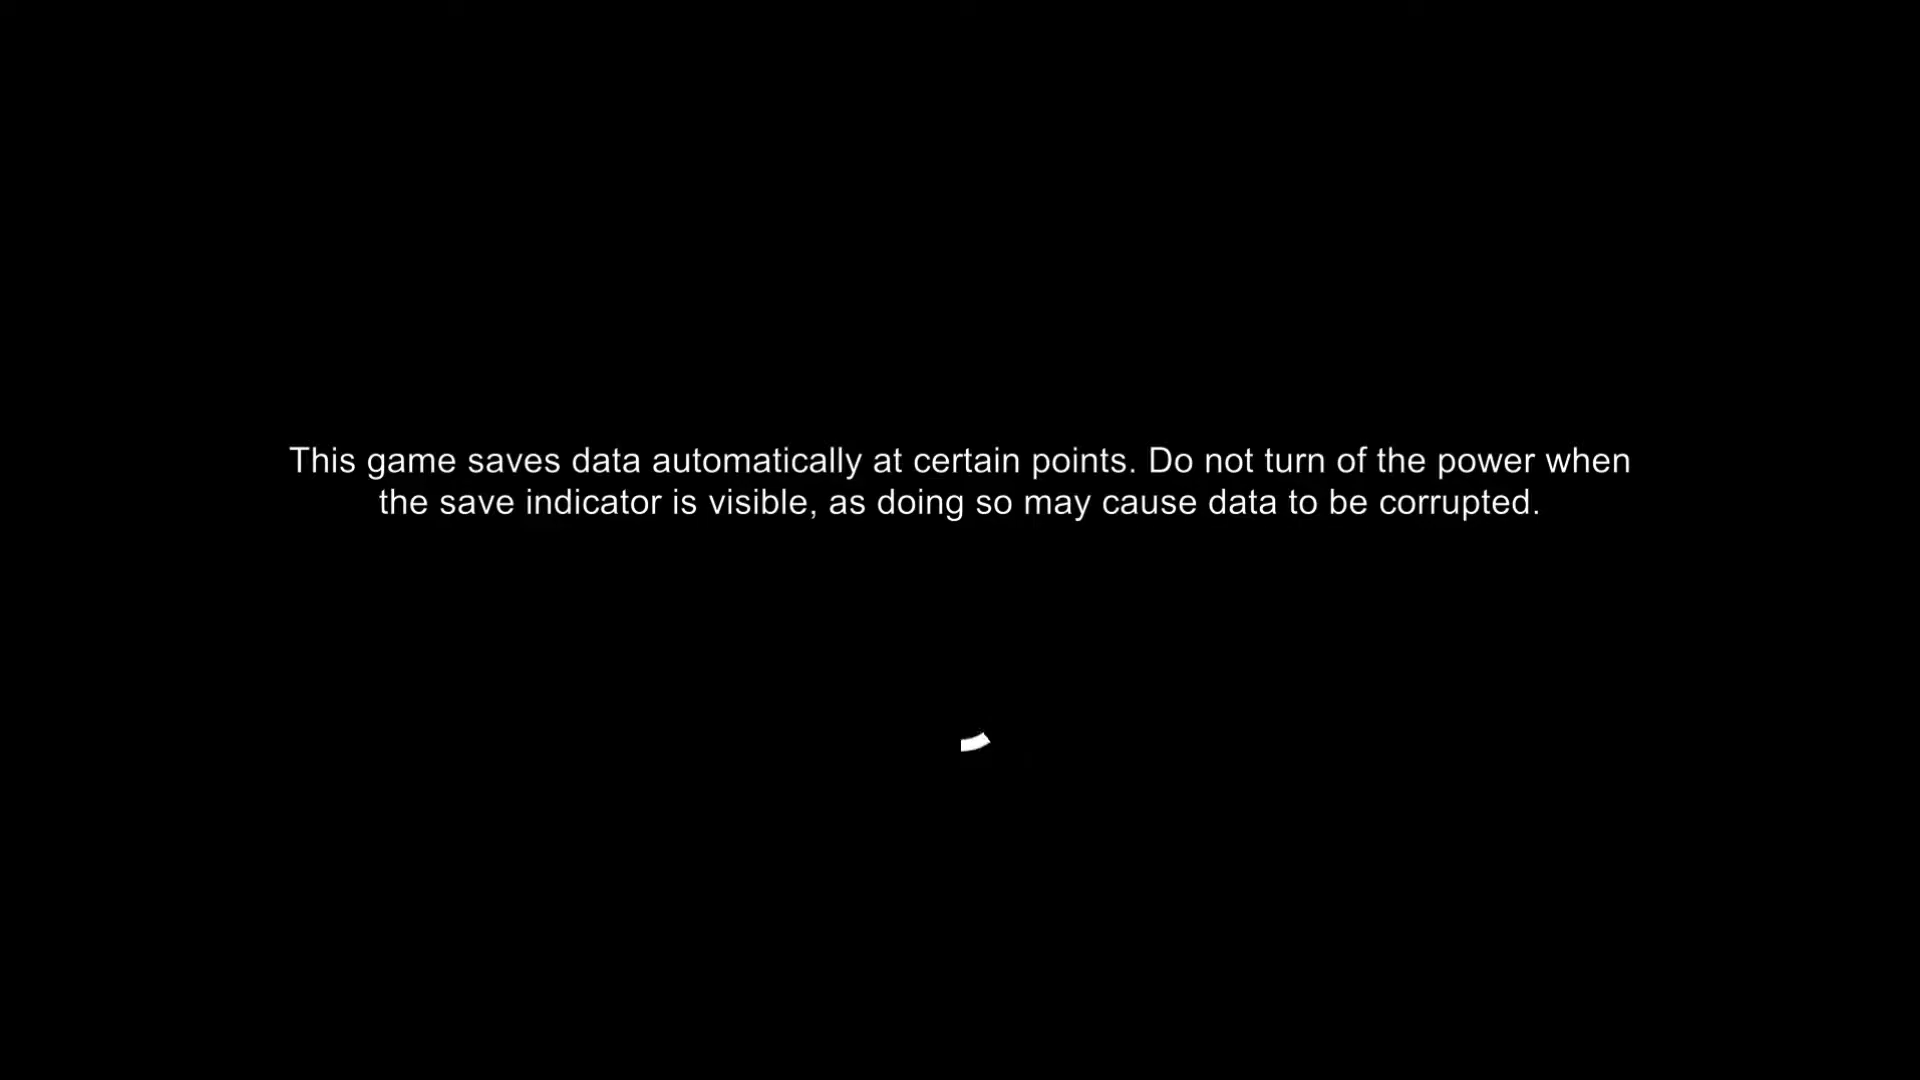 This game saves data automatically at certain points. Do not turn of the power when
the save indicator is visible, as doing so may cause data to be corrupted.